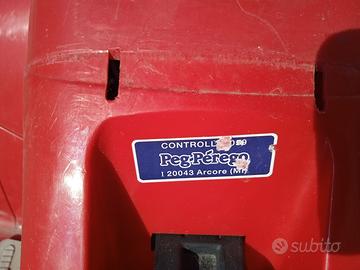 CONTROLL
Peg-Pérego
I 20043 Arcore (MI)
subito